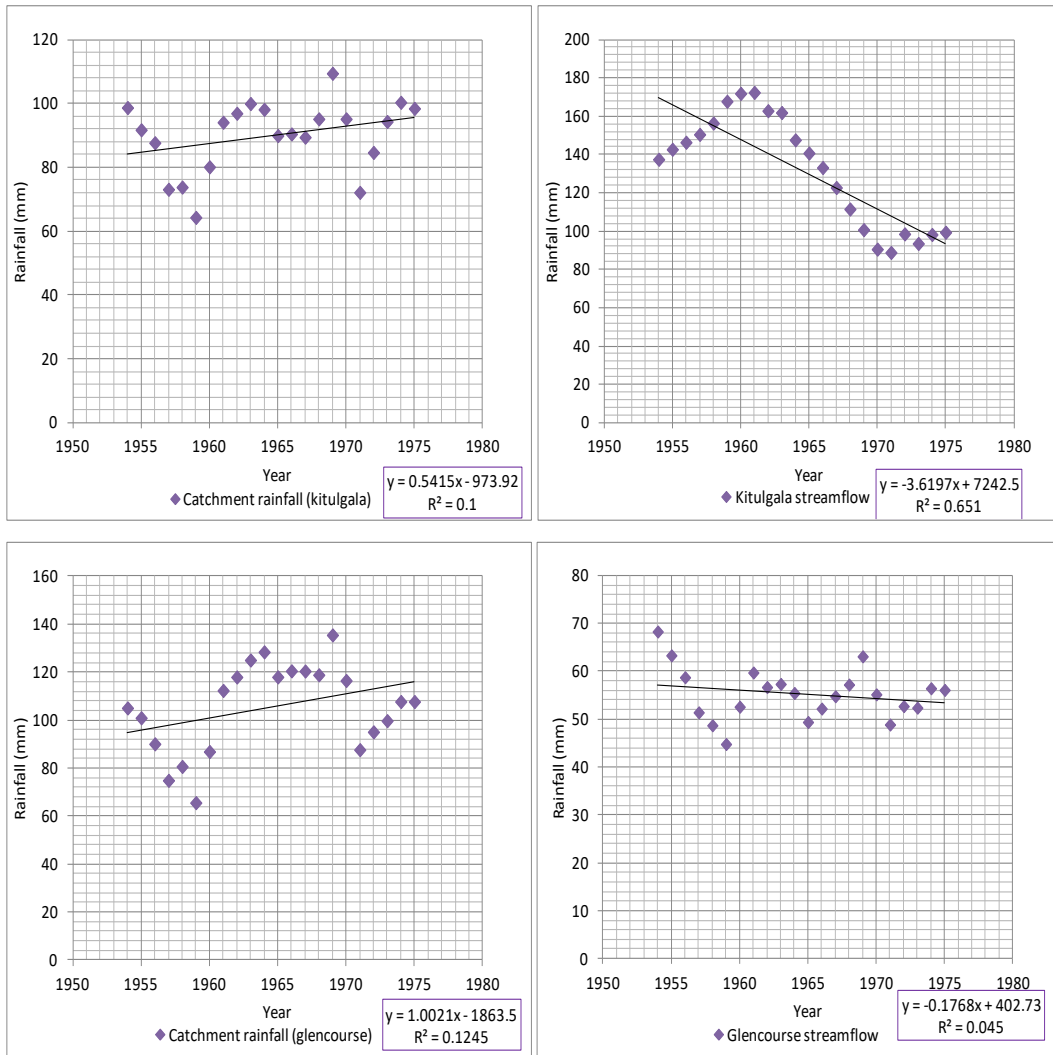 120
100
80
60
40
20
0
Rainfall (mm)
1950 1955 1960 1965 1970 1975 1980
Year
Catchment rainfall (kitulgala)
y = 0.5415x - 973.92
R² = 0.1
200
180
160
140
120
100
80
60
40
20
0
Rainfall (mm)
1950 1955 1960 1965 1970 1975 1980
Year
Kitulgala streamflow
y = -3.6197x + 7242.5
R² = 0.651
160
140
120
100
80
60
40
20
0
Rainfall (mm)
1950 1955 1960 1965 1970 1975 1980
Year
Catchment rainfall (glencourse)
y = 1.0021x - 1863.5
R² = 0.1245
80
70
60
50
40
30
20
10
0
Rainfall (mm)
1950 1955 1960 1965 1970 1975 1980
Year
Glencourse streamflow
y = -0.1768x + 402.73
R² = 0.045